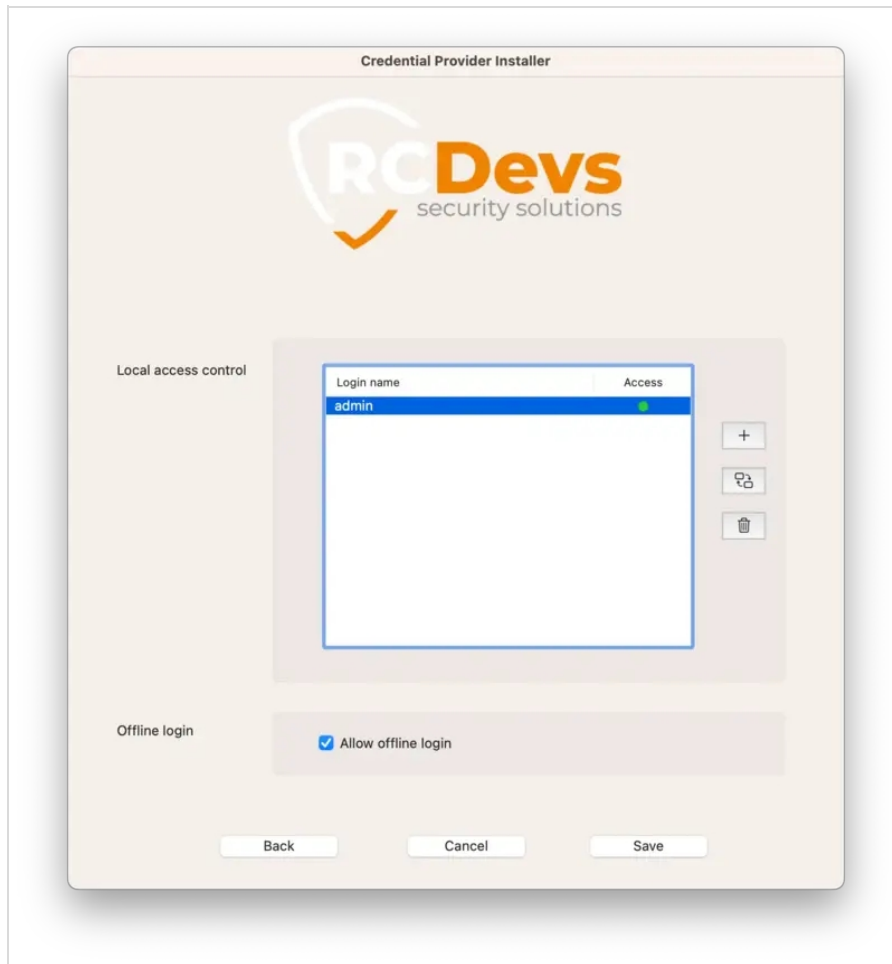 Credential Provider Installer
RCDevs
security solutions
Local access control
Login name Access
admin
Offline login
Allow offline login
Back Cancel Save